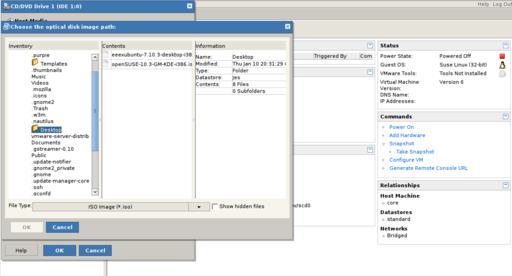 CD/DVD Drive 1 (IDE 1:0)
Help Log Out
Choose the optical disk image path:
Inventory
.purple
Templates
.thumbnails
Music
Videos
.mozilla
.icons
.gnome2
.Trash
.w3m
.nautilus
Desktop
vmware-server-distrib
Documents
.gstreamer-0.10
Public
.update-notifier
.gnome2_private
.gnome
.update-manager-core
.ssh
.gconfd
Contents
eeexubuntu-7.10.3-desktop-i38
openSUSE-10.3-GM-KDE-i386.is
Information
Name: Desktop
Modified: Thu Jan 10 20:31:29
Type: Folder
Datastore:
Contents: 8 Files
0 Subfolders
File Type: ISO Image (*.iso)
Show hidden files
OK Cancel
Help OK Cancel
Triggered By Com
/scd0
Status
Power State: Powered Off
Guest OS: Suse Linux (32-bit)
VMware Tools: Tools Not Installed
Virtual Machine Version: Version 6
DNS Name:
IP Addresses:
Commands
Power On
Add Hardware
Snapshot
Take Snapshot
Configure VM
Generate Remote Console URL
Relationships
Host Machine
core
Datastores
standard
Networks
Bridged